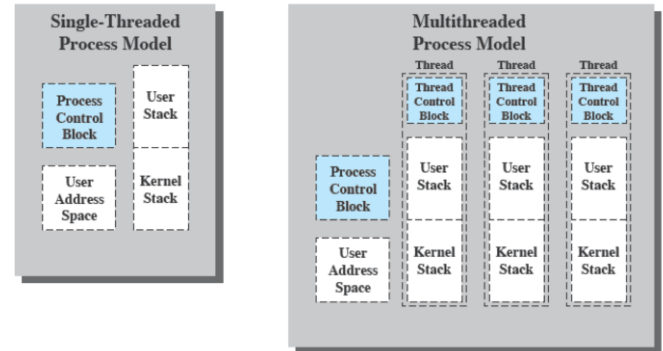 Single-Threaded
Process Model
Process
Control
Block
User
Stack
User
Address
Space
Kernel
Stack
Multithreaded
Process Model
Thread
Thread
Thread
Thread
Control
Block
Thread
Control
Block
Thread
Control
Block
Process
Control
Block
User
Stack
User
Stack
User
Stack
User
Address
Space
Kernel
Stack
Kernel
Stack
Kernel
Stack